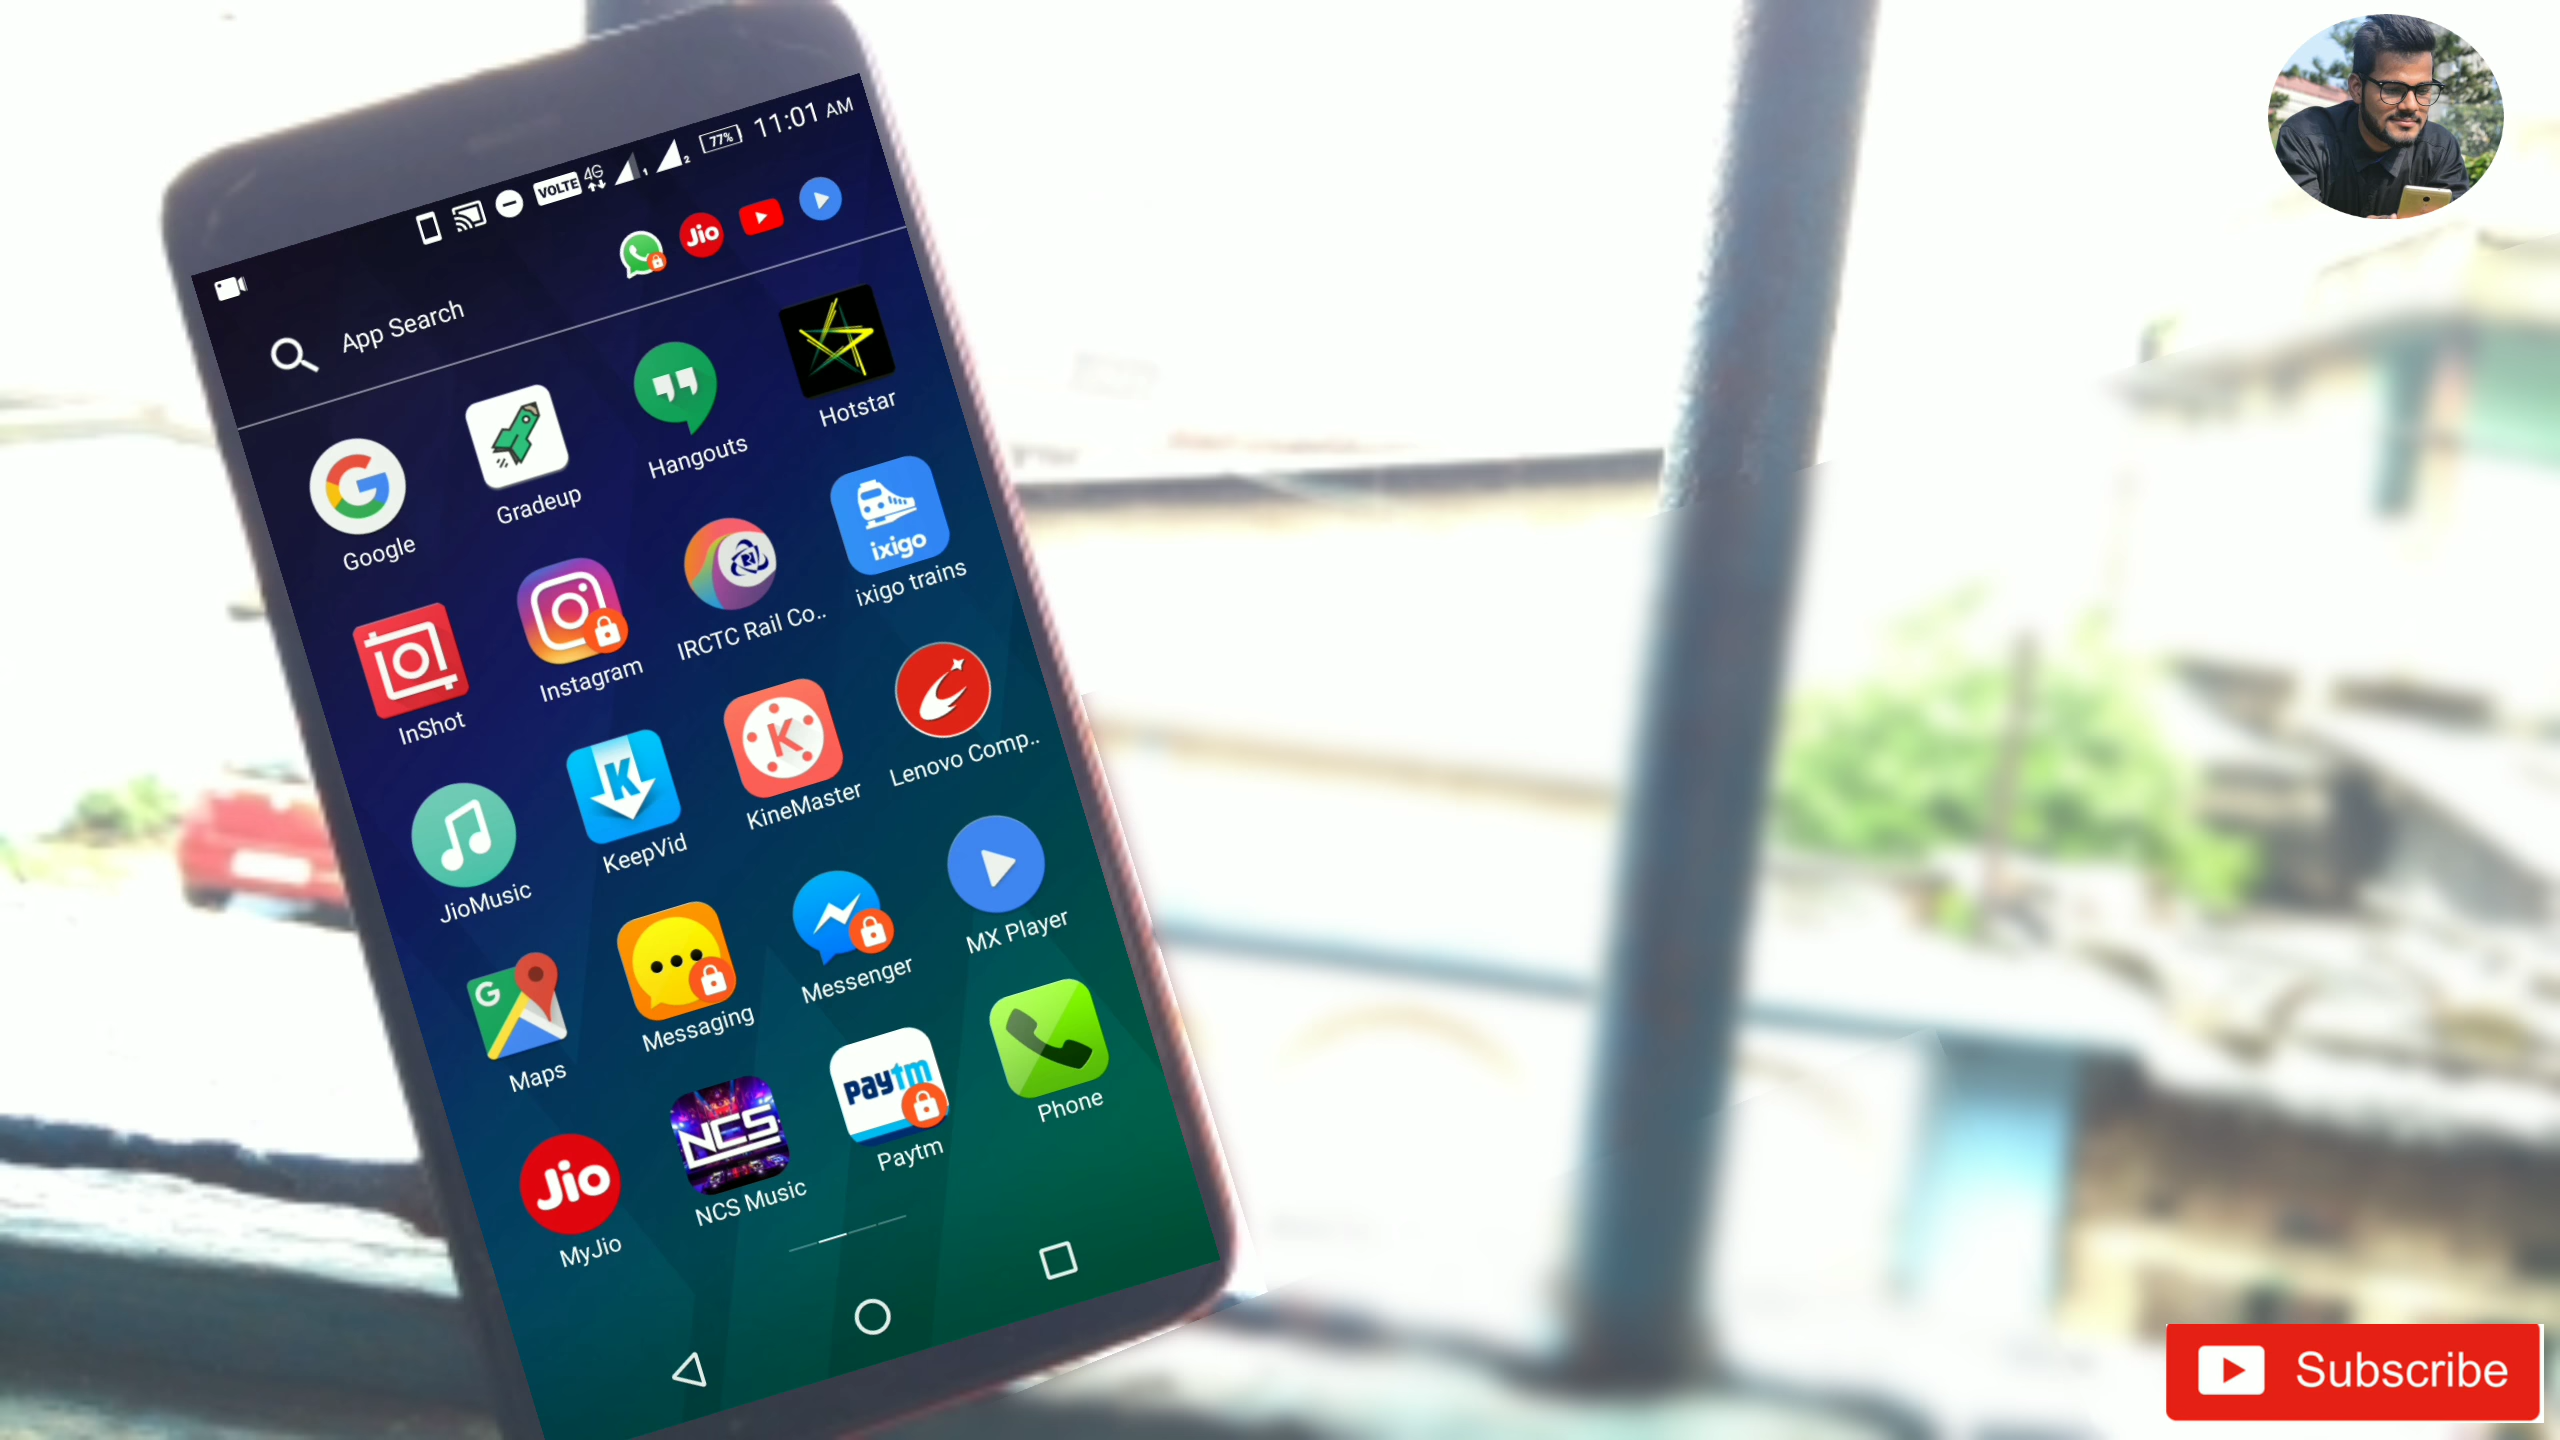 VOLTE 4G 1 2 77% 11:01 AM
Jio
App Search
Google Gradeup Hangouts Hotstar
ixigo
InShot Instagram IRCTC Rail Co.. ixigo trains
K K
JioMusic KeepVid KineMaster Lenovo Comp..
G
Maps Messaging Messenger MX Player
Jio NCS Paytm
MyJio NCS Music Paytm Phone
Subscribe